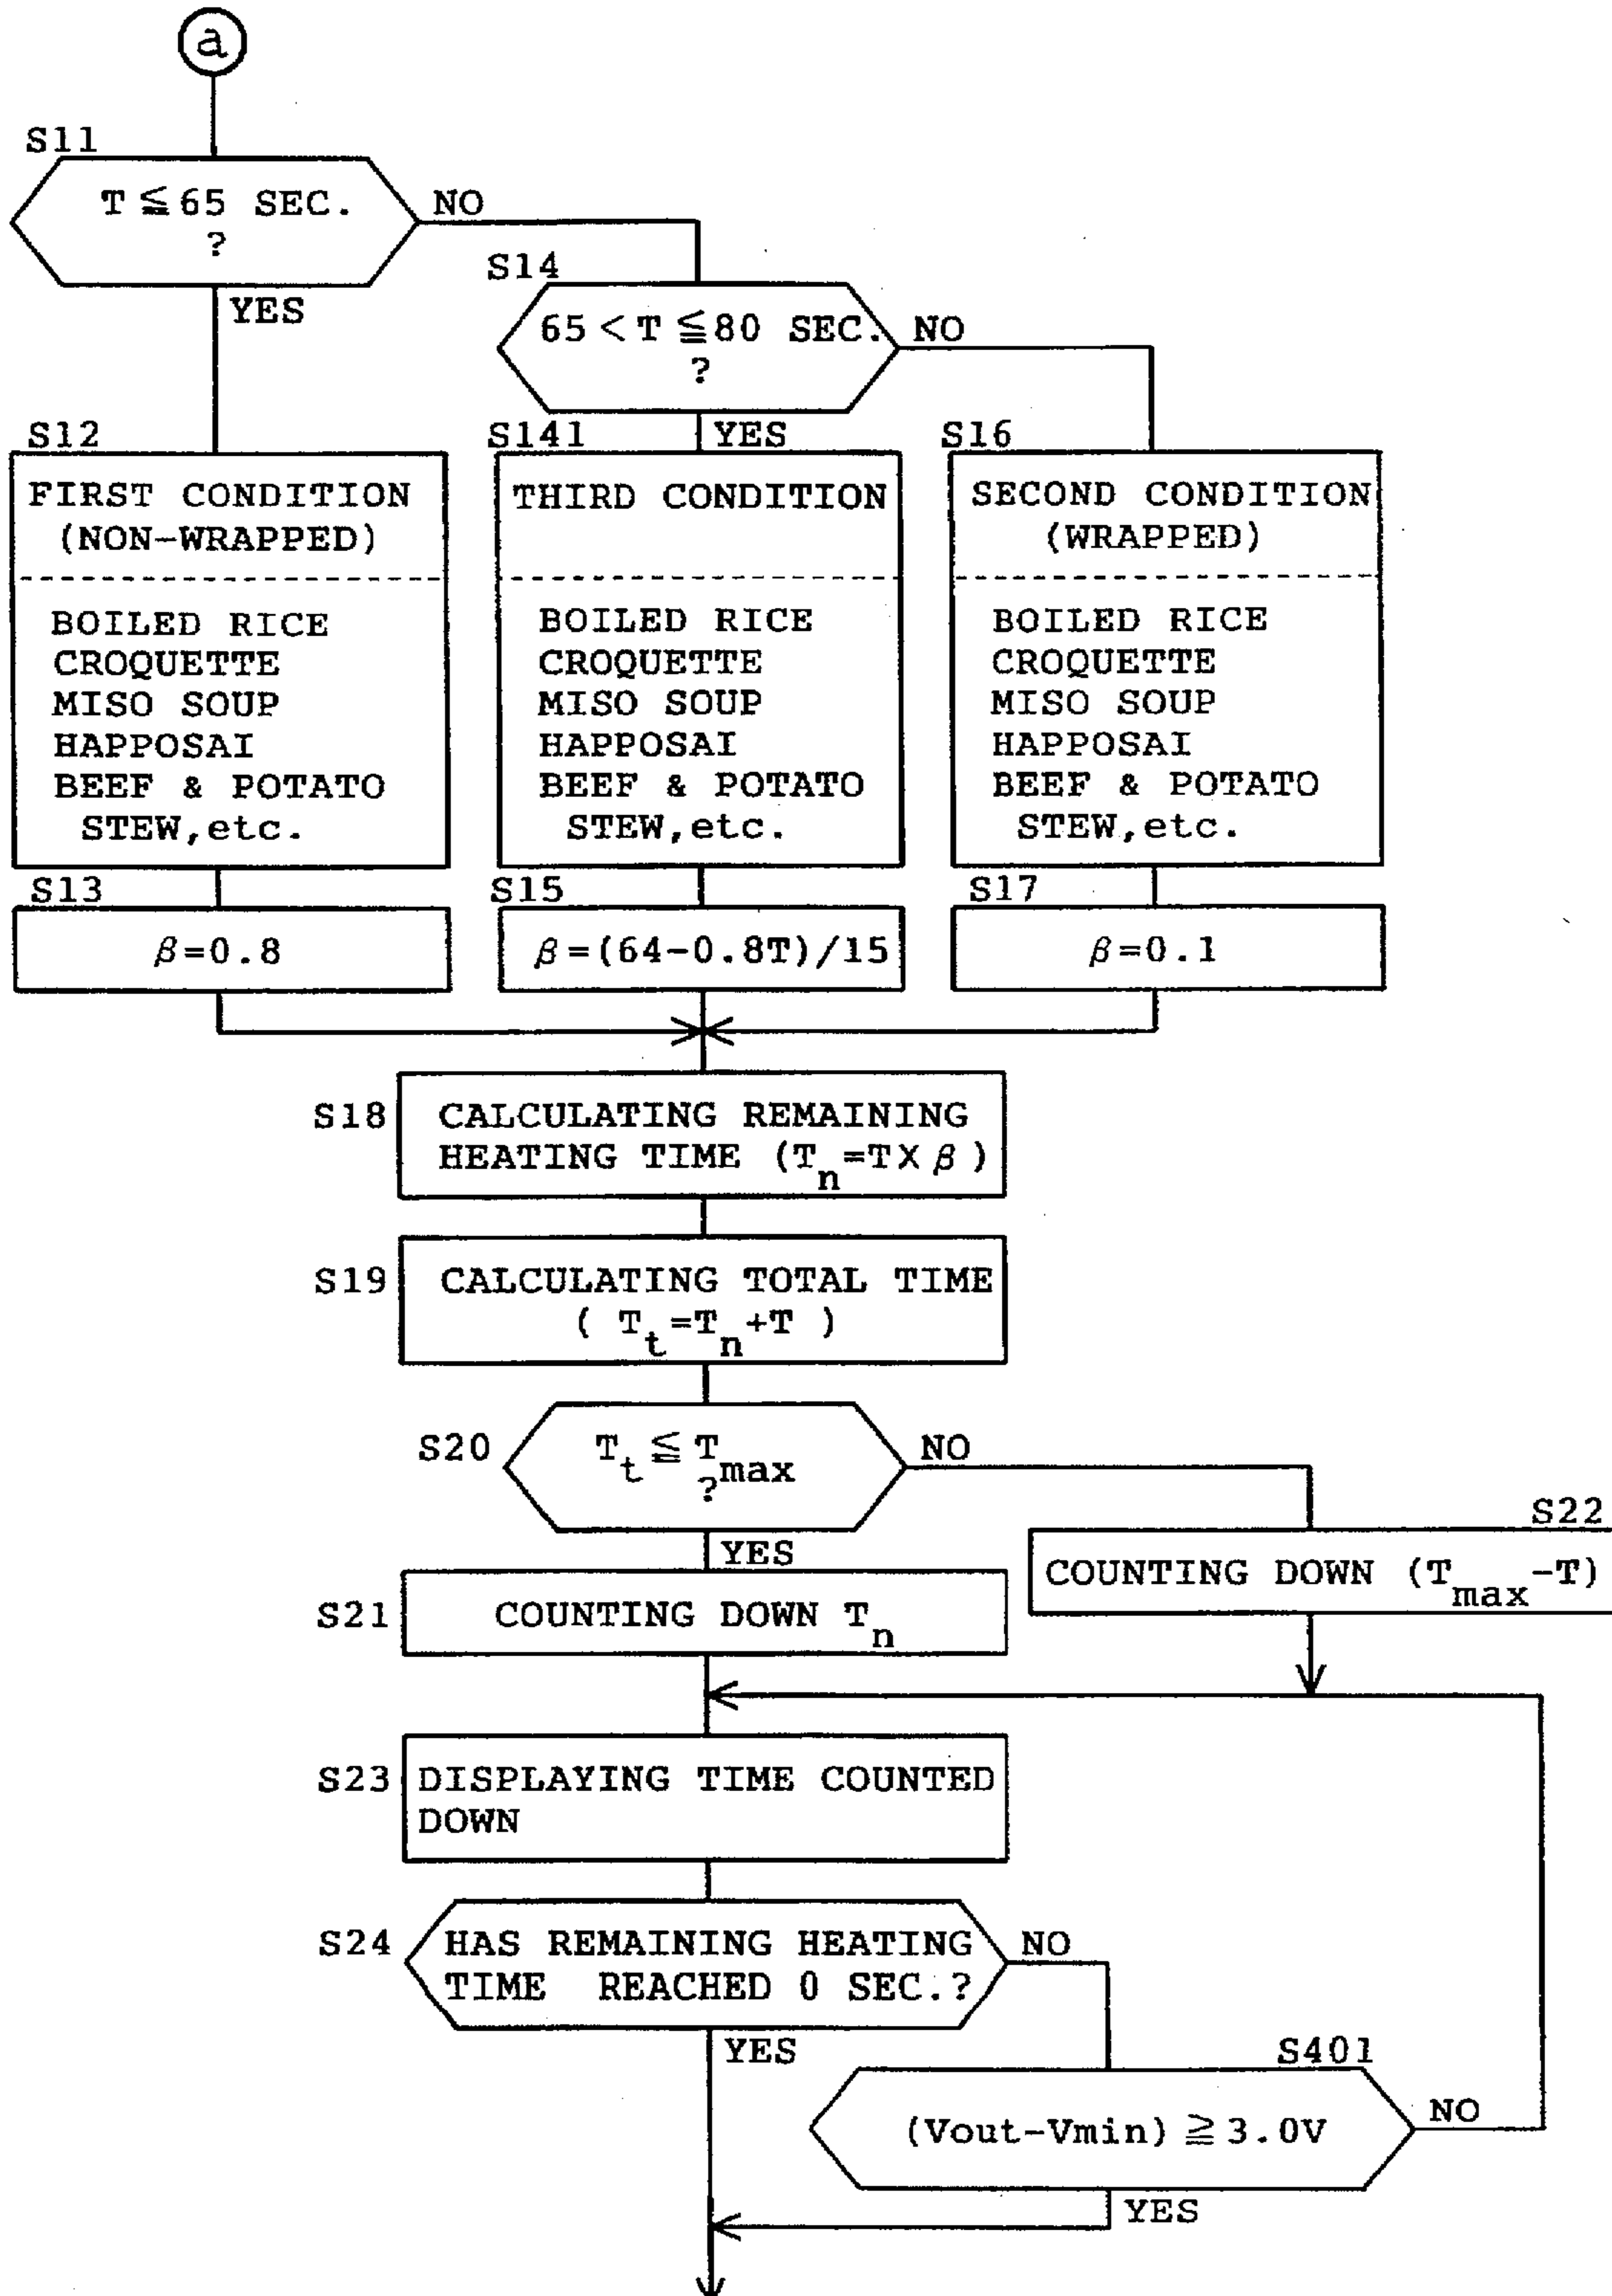 a
S11
T ≦ 65 SEC.
?
NO
YES
S14
65 < T ≦ 80 SEC.
?
NO
YES
S12
FIRST CONDITION
(NON-WRAPPED)
BOILED RICE
CROQUETTE
MISO SOUP
HAPPOSAI
BEEF & POTATO
STEW,etc.
S141
THIRD CONDITION
BOILED RICE
CROQUETTE
MISO SOUP
HAPPOSAI
BEEF & POTATO
STEW,etc.
S16
SECOND CONDITION
(WRAPPED)
BOILED RICE
CROQUETTE
MISO SOUP
HAPPOSAI
BEEF & POTATO
STEW,etc.
S13
β=0.8
S15
β=(64-0.8T)/15
S17
β=0.1
S18
CALCULATING REMAINING
HEATING TIME (Tn=T X β )
S19
CALCULATING TOTAL TIME
( Tt=Tn+T )
S20
Tt ≦ Tmax
?
NO
YES
S22
COUNTING DOWN (Tmax-T)
S21
COUNTING DOWN Tn
S23
DISPLAYING TIME COUNTED
DOWN
S24
HAS REMAINING HEATING
TIME REACHED 0 SEC.?
NO
YES
S401
(Vout-Vmin) ≧ 3.0V
NO
YES